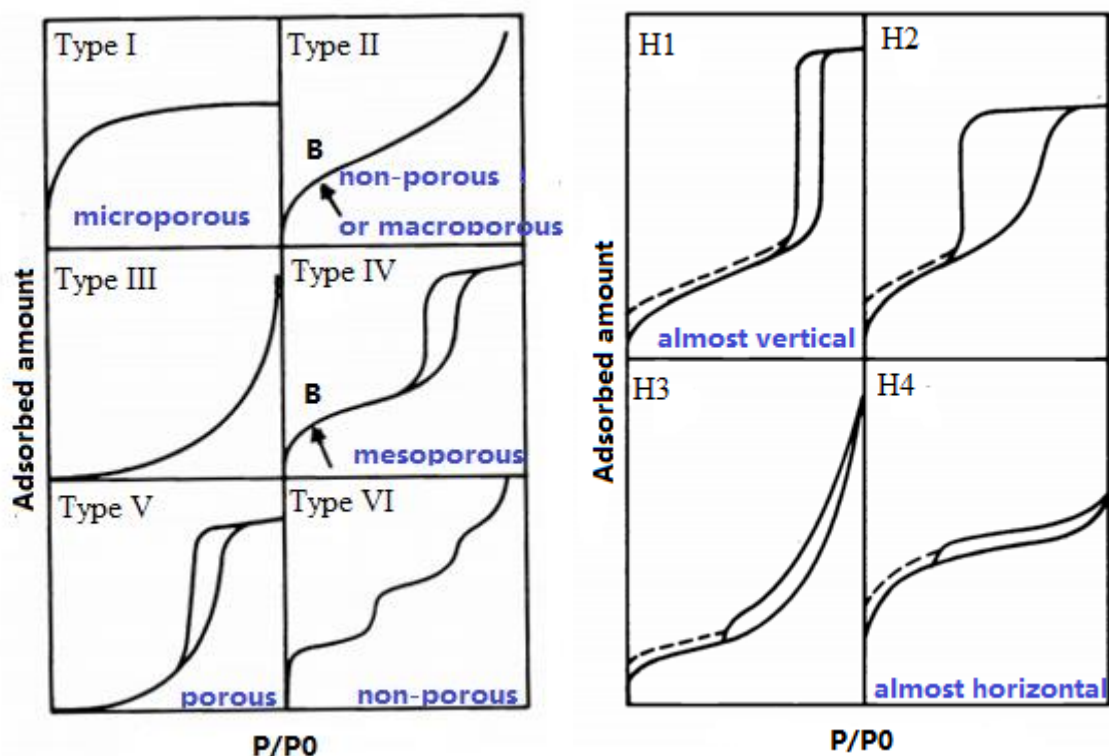 Type I
microporous
Type II
B
non-porous
or macroporous
Type III
Type IV
B
mesoporous
Type V
porous
Type VI
non-porous
Adsorbed amount
P/P0
H1
almost vertical
H2
H3
H4
almost horizontal
Adsorbed amount
P/P0